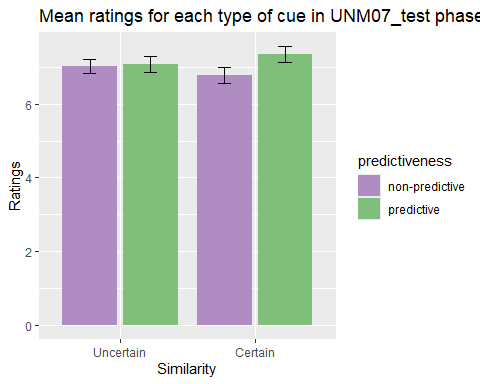 Mean ratings for each type of cue in UNM07_test phase
Ratings
6
4
2
0
Uncertain
Certain
Similarity
predictiveness
non-predictive
predictive